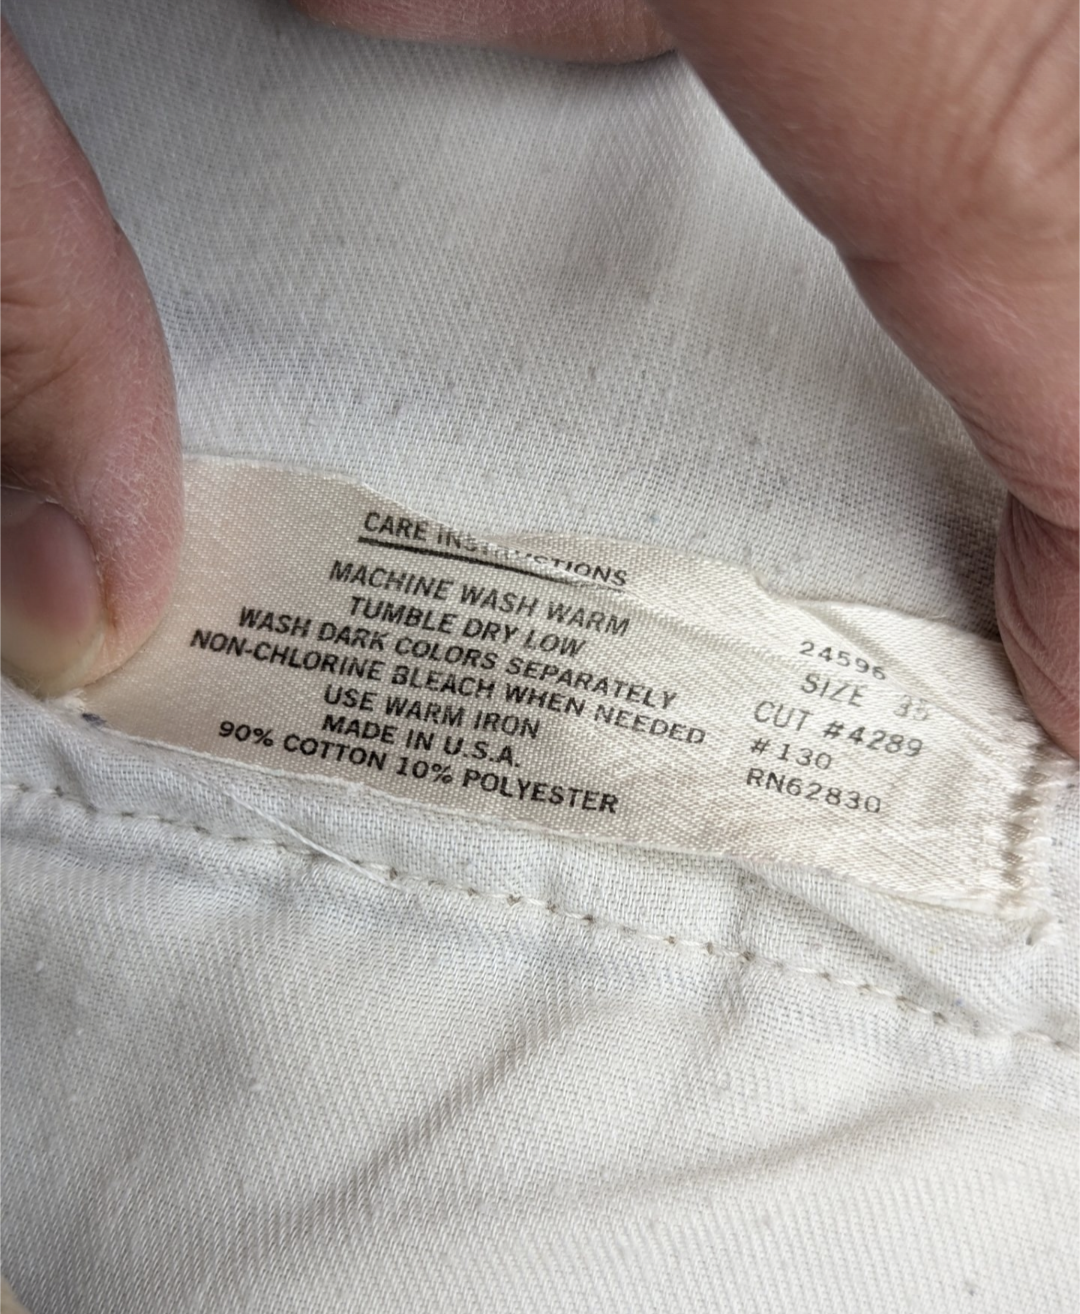 CARE INSTRUCTIONS
MACHINE WASH WARM
TUMBLE DRY LOW
WASH DARK COLORS SEPARATELY
NON-CHLORINE BLEACH WHEN NEEDED
USE WARM IRON
MADE IN U.S.A.
90% COTTON 10% POLYESTER
24596
SIZE
CUT #4289
#130
RN62830